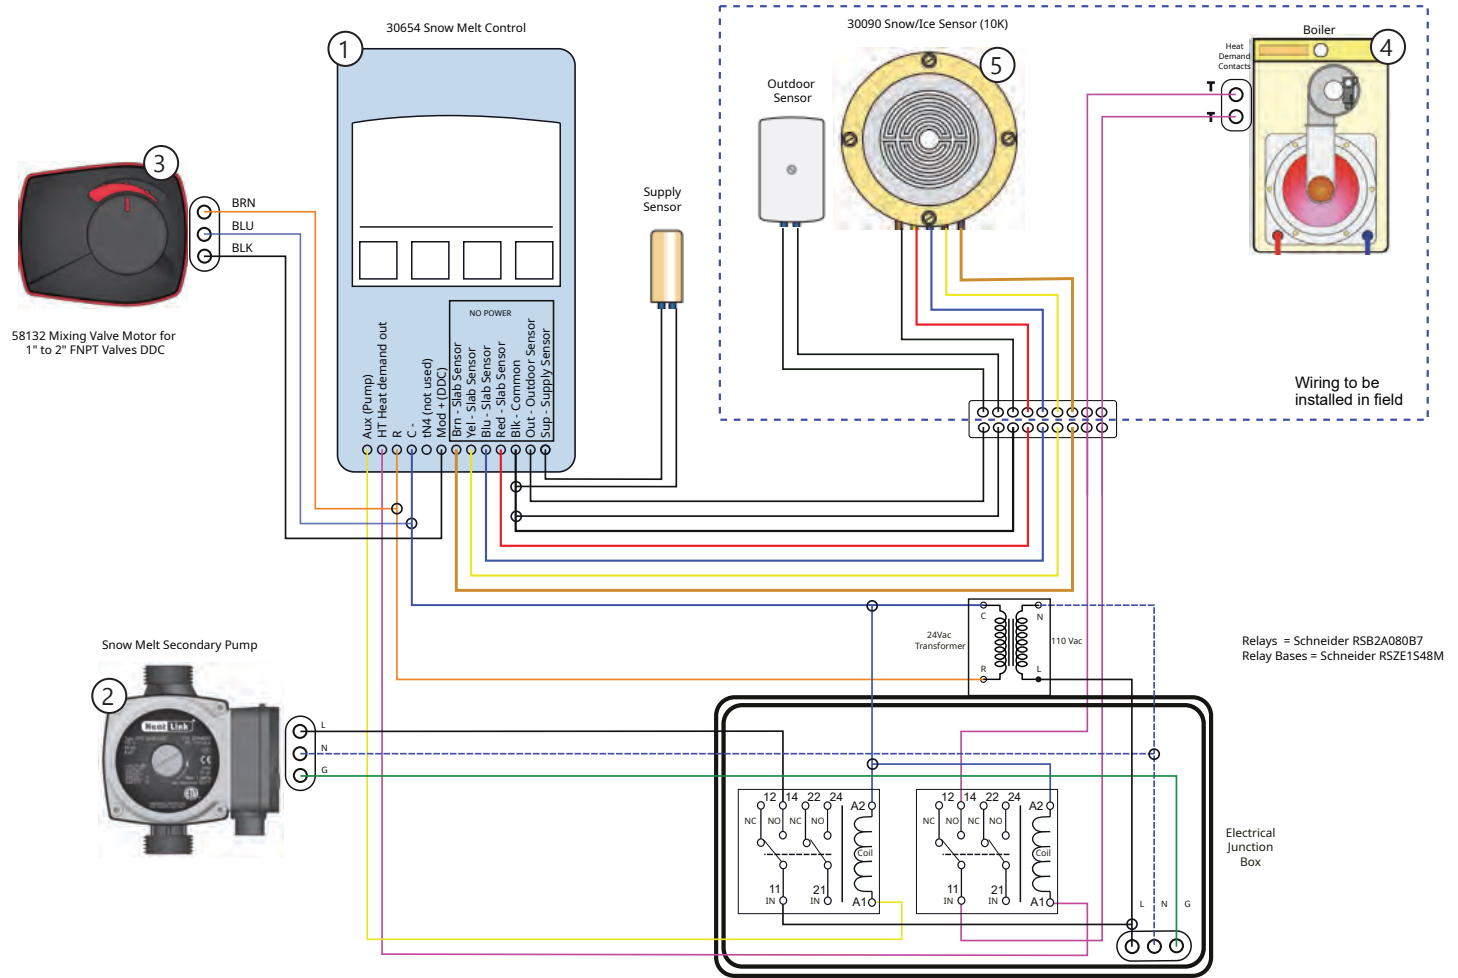 30654 Snow Melt Control
1
30090 Snow/Ice Sensor (10K)
5
Boiler
4
Heat
Demand
Contacts
T
T
Outdoor
Sensor
3
BRN
BLU
BLK
Supply
Sensor
58132 Mixing Valve Motor for
1" to 2" FNPT Valves DDC
NO POWER
Aux (Pump)
HT Heat demand out
R
C -
tN4 (not used)
Mod + (DDC)
Brn - Slab Sensor
Yel - Slab Sensor
Blu - Slab Sensor
Red - Slab Sensor
Blk - Common
Out - Outdoor Sensor
Sup - Supply Sensor
Wiring to be
installed in field
Snow Melt Secondary Pump
2
Heat Link
L
N
G
24Vac
Transformer
C
N
R
L
110 Vac
Relays = Schneider RSB2A080B7
Relay Bases = Schneider RSZE1S48M
12 14 22 24 A2
NC NO NC NO
Coil
11 21 A1
IN IN
12 14 22 24 A2
NC NO NC NO
Coil
11 21 A1
IN IN
Electrical
Junction
Box
L N G